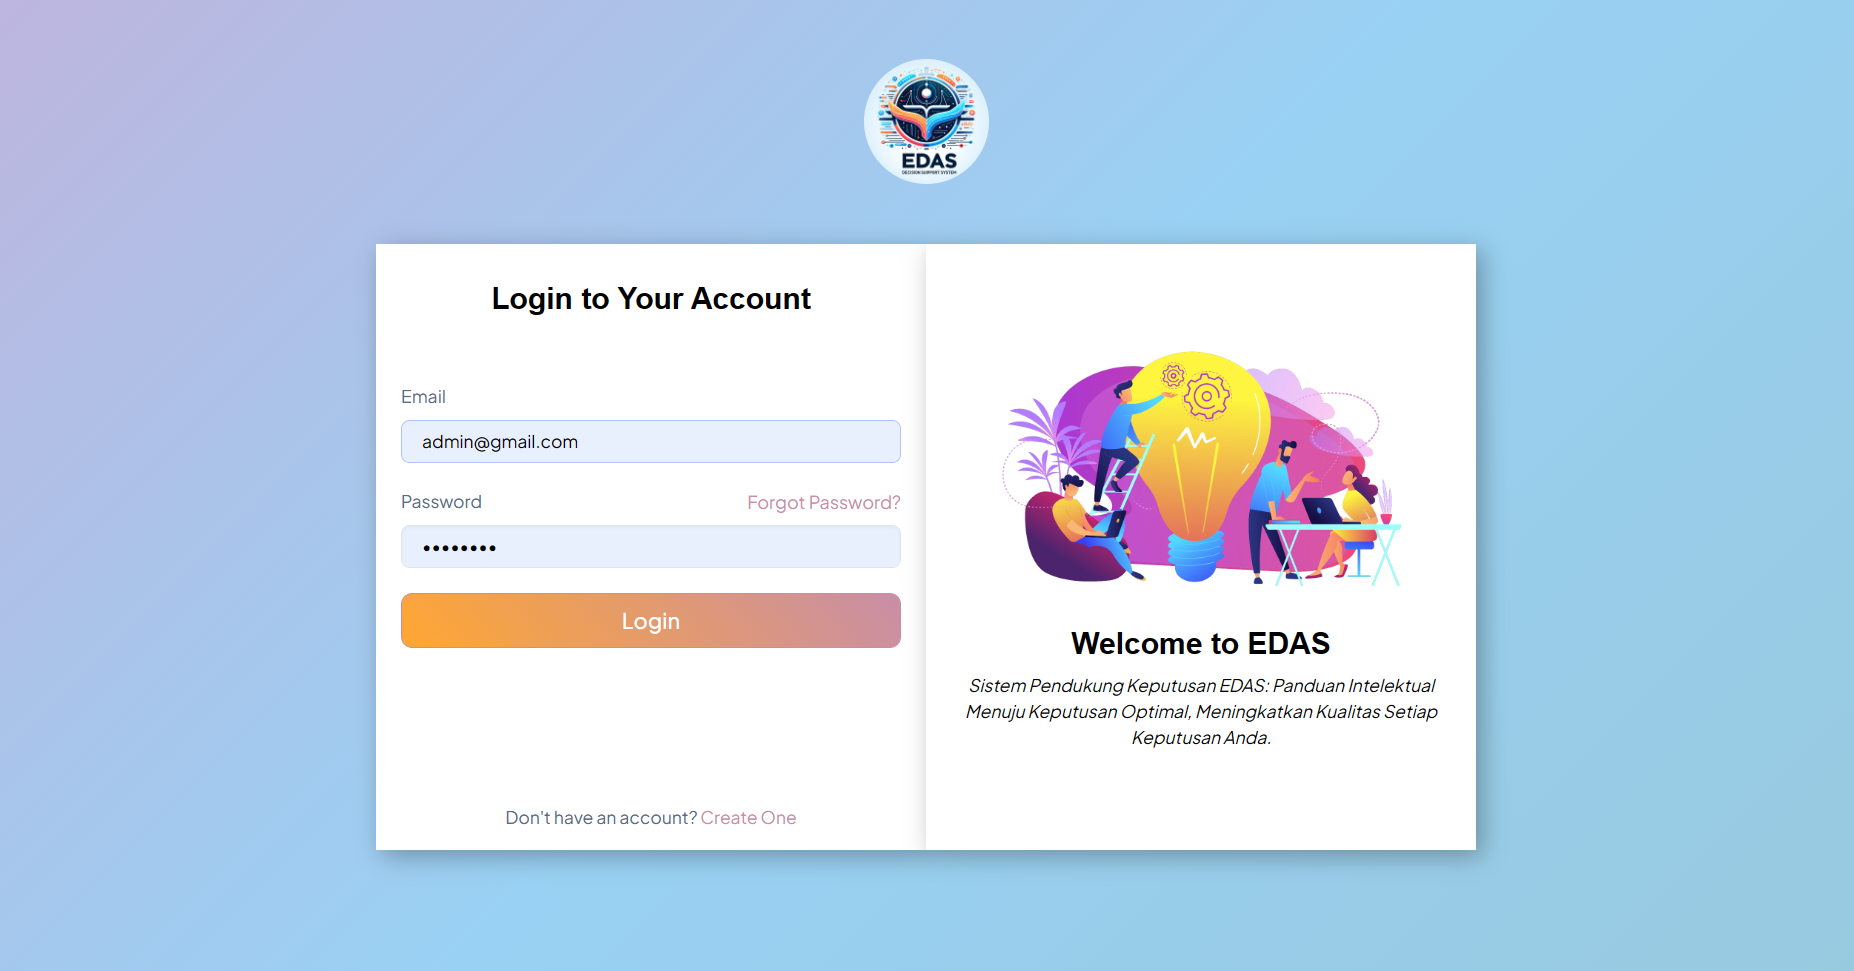 EDAS
DECISION SUPPORT SYSTEM
Login to Your Account
Email
admin@gmail.com
Password
Forgot Password?
Login
Don't have an account? Create One
Welcome to EDAS
Sistem Pendukung Keputusan EDAS: Panduan Intelektual
Menuju Keputusan Optimal, Meningkatkan Kualitas Setiap
Keputusan Anda.